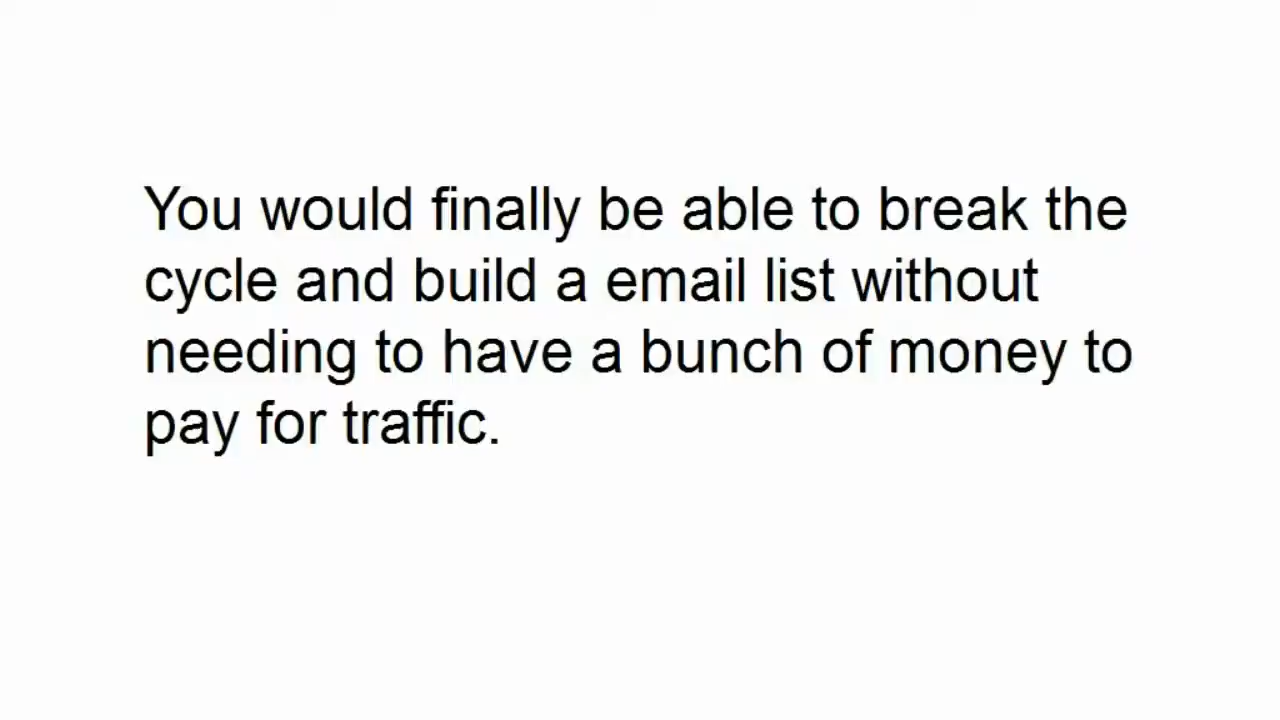 You would finally be able to break the
cycle and build a email list without
needing to have a bunch of money to
pay for traffic.